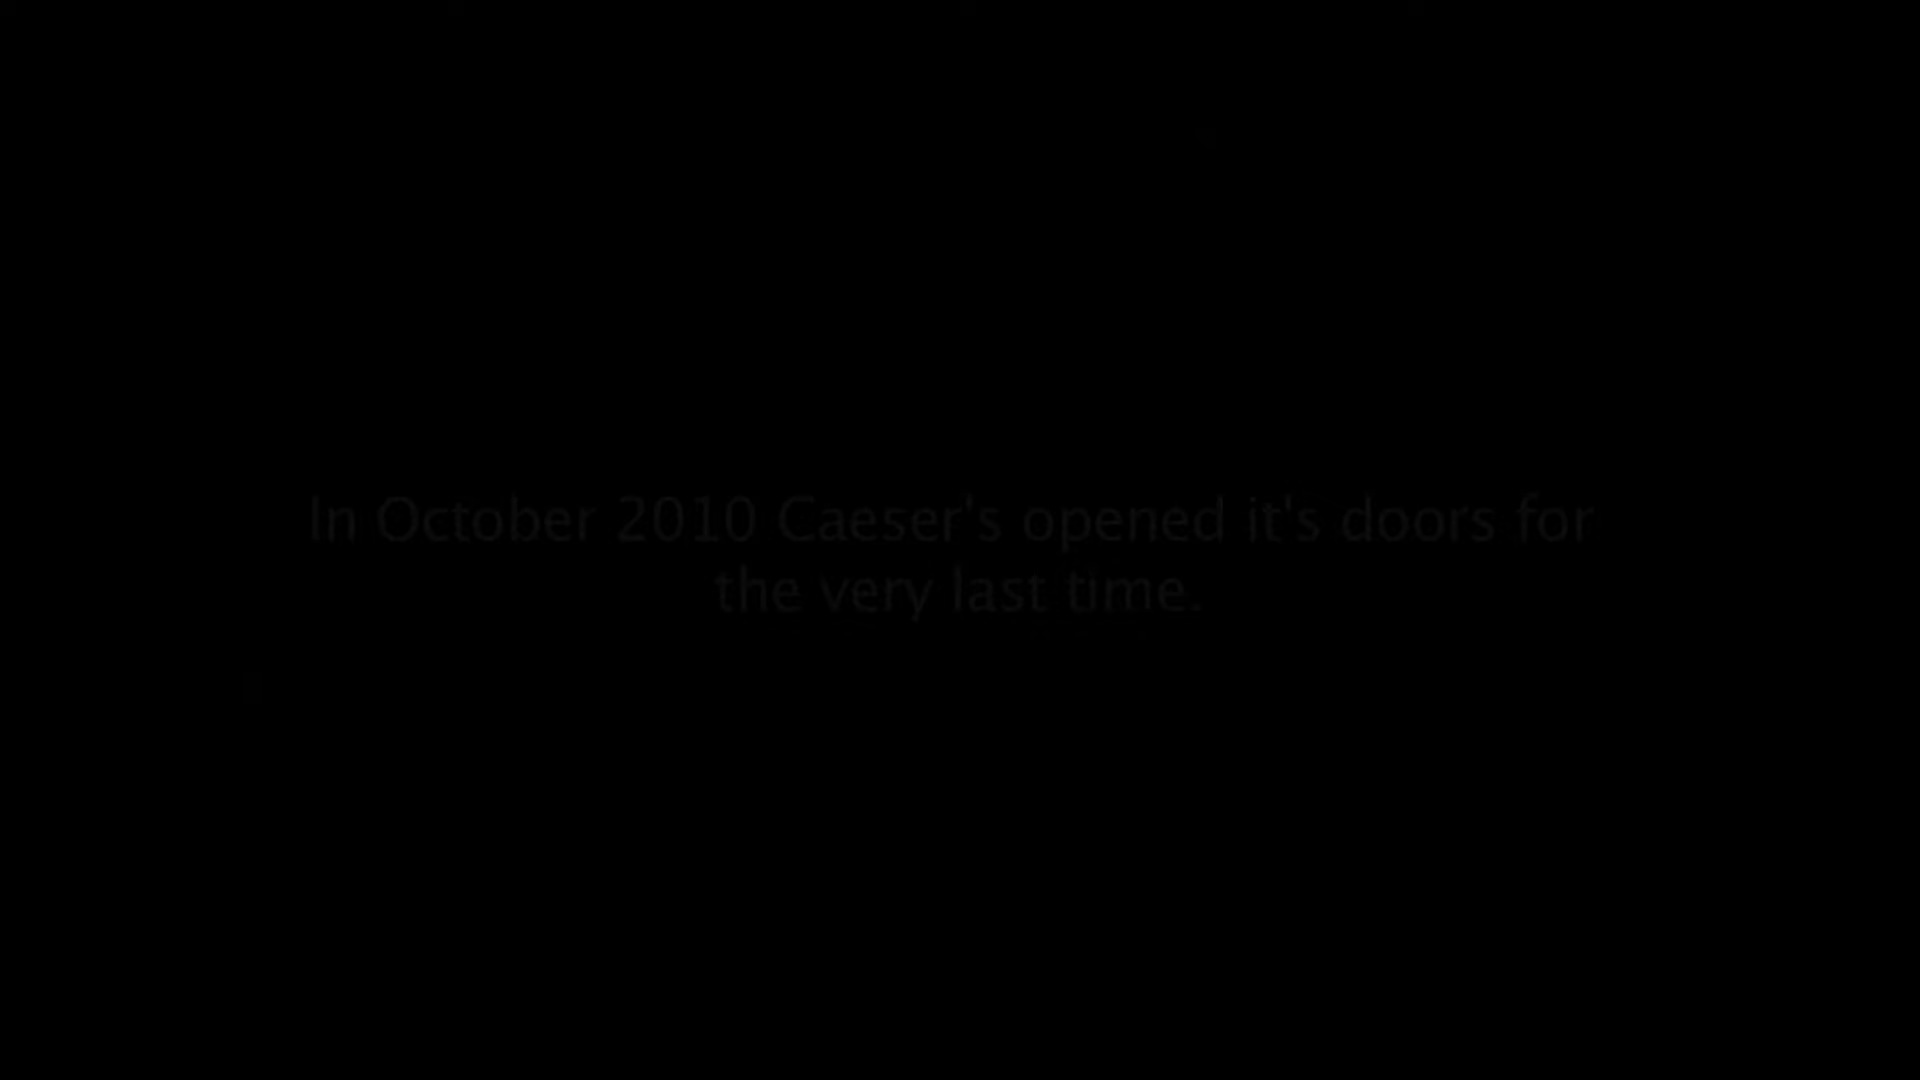 In October 2010 Caeser's opened it's doors for
the very last time.